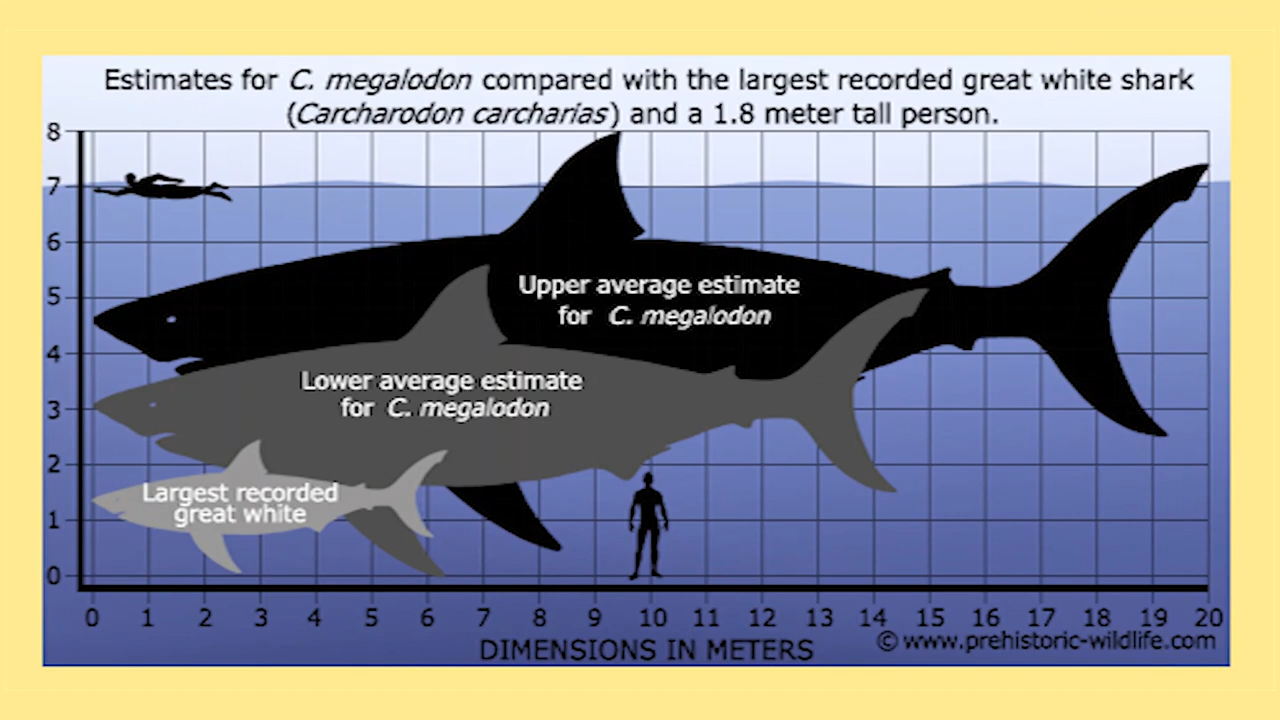 Estimates for C. megalodon compared with the largest recorded great white shark
(Carcharodon carcharias) and a 1.8 meter tall person.
8
7
6
5
4
3
2
1
0
Upper average estimate
for C. megalodon
Lower average estimate
for C. megalodon
Largest recorded
great white
0 1 2 3 4 5 6 7 8 9 10 11 12 13 14 15 16 17 18 19 20
DIMENSIONS IN METERS
© www.prehistoric-wildlife.com